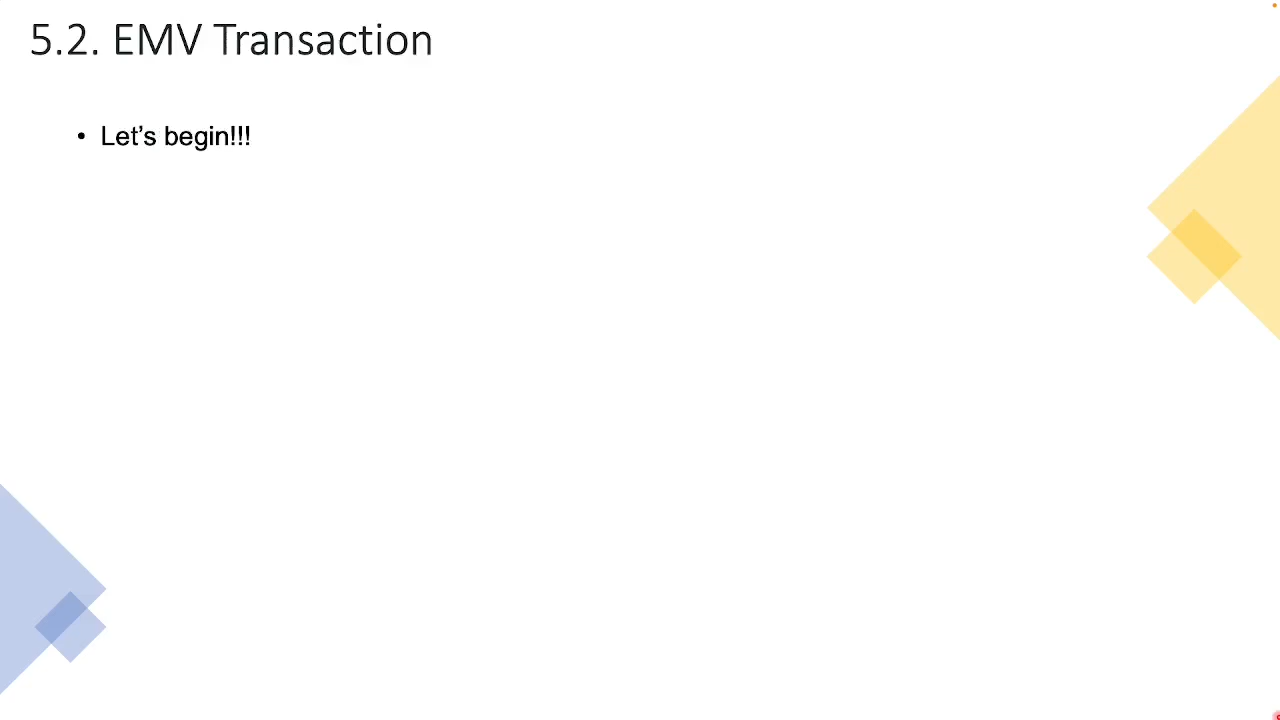 5.2. EMV Transaction
• Let’s begin!!!